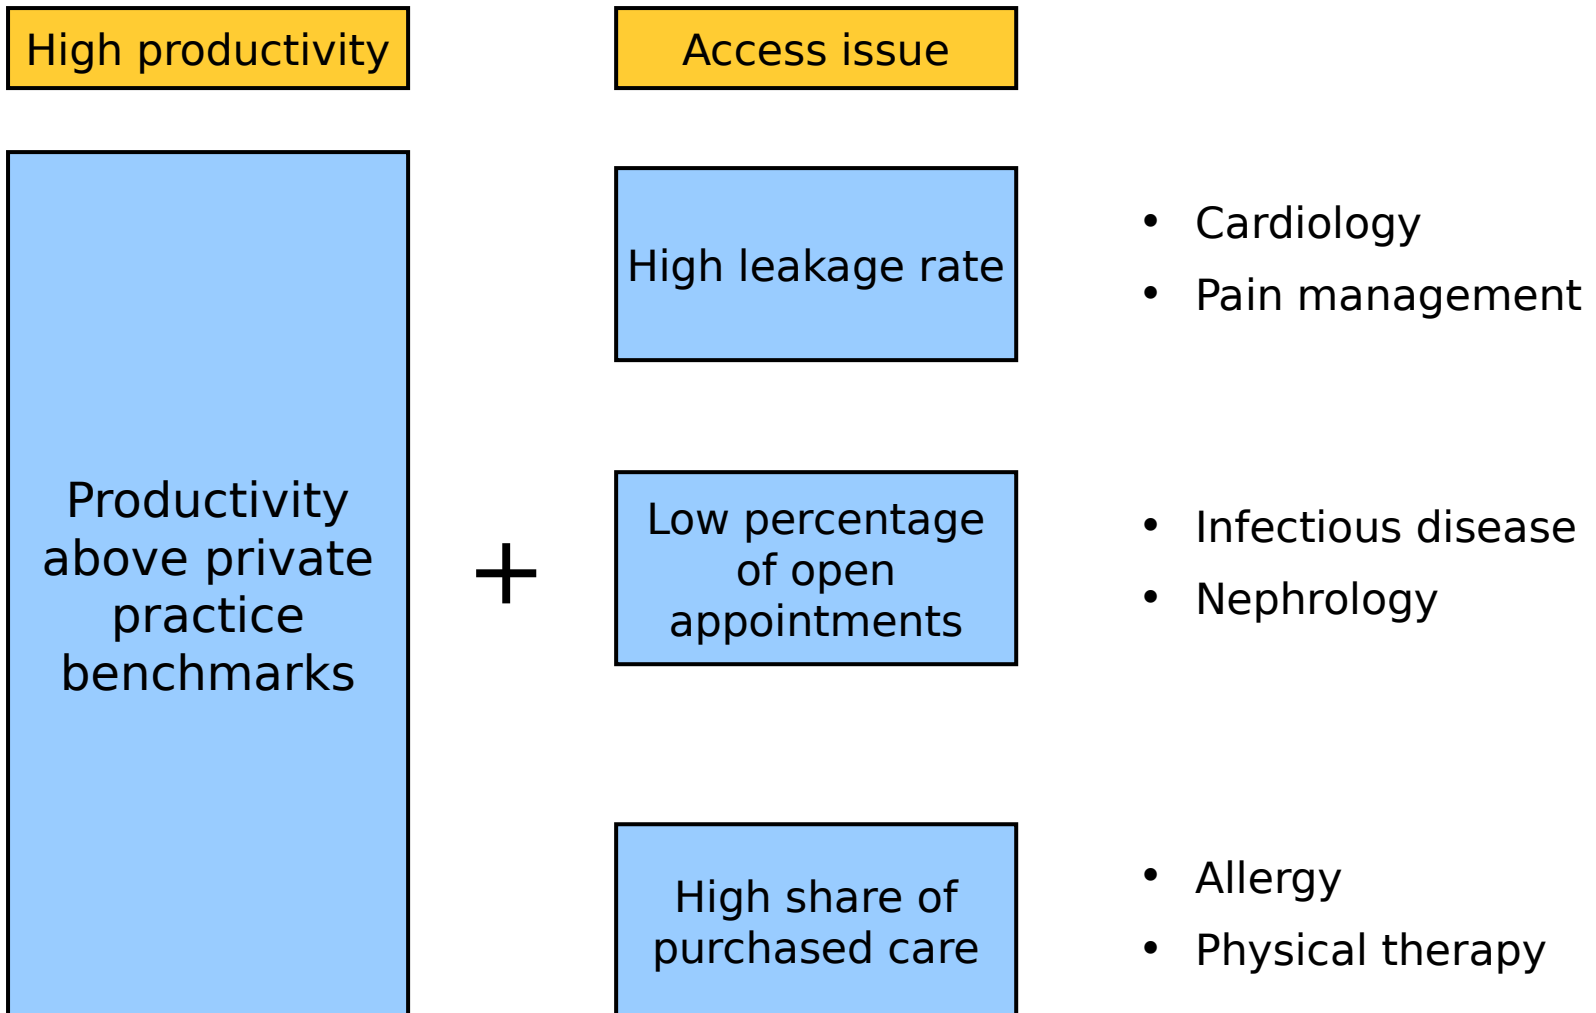 High productivity
Access issue
Productivity
above private
practice
benchmarks
+
High leakage rate
• Cardiology
• Pain management
Low percentage
of open
appointments
• Infectious disease
• Nephrology
High share of
purchased care
• Allergy
• Physical therapy